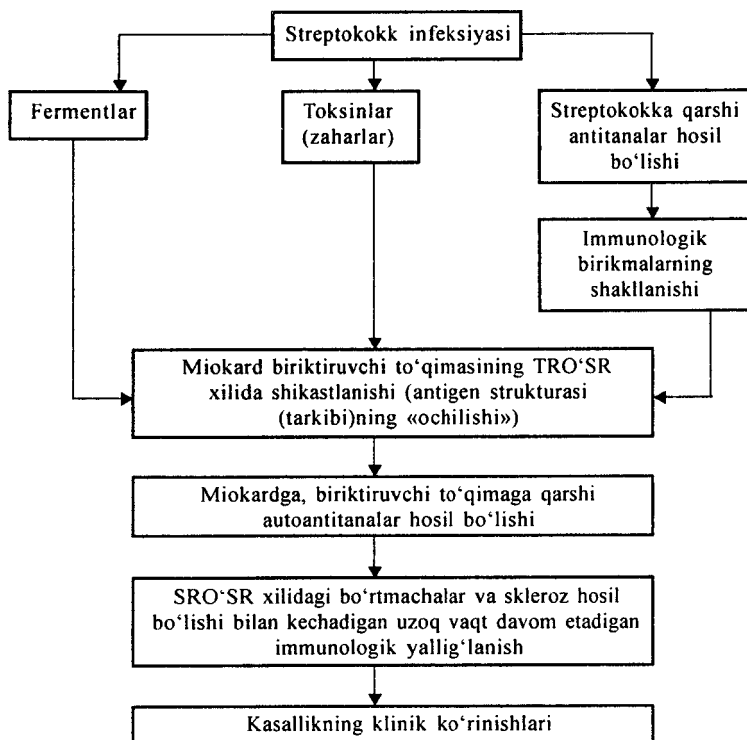 Streptokokk infeksiyasi
Fermentlar
Toksinlar
(zaharlar)
Streptokokka qarshi
antitanalar hosil
bo‘lishi
Immunologik
birikmalarning
shakllanishi
Miokard biriktiruvchi to‘qimasining TRO‘SR
xilida shikastlanishi (antigen strukturasi
(tarkibi)ning «ochilishi»)
Miokardga, biriktiruvchi to‘qimaga qarshi
autoantitanalar hosil bo‘lishi
SRO‘SR xilidagi bo‘rtmachalar va skleroz hosil
bo‘lishi bilan kechadigan uzoq vaqt davom etadigan
immunologik yallig‘lanish
Kasallikning klinik ko‘rinishlari